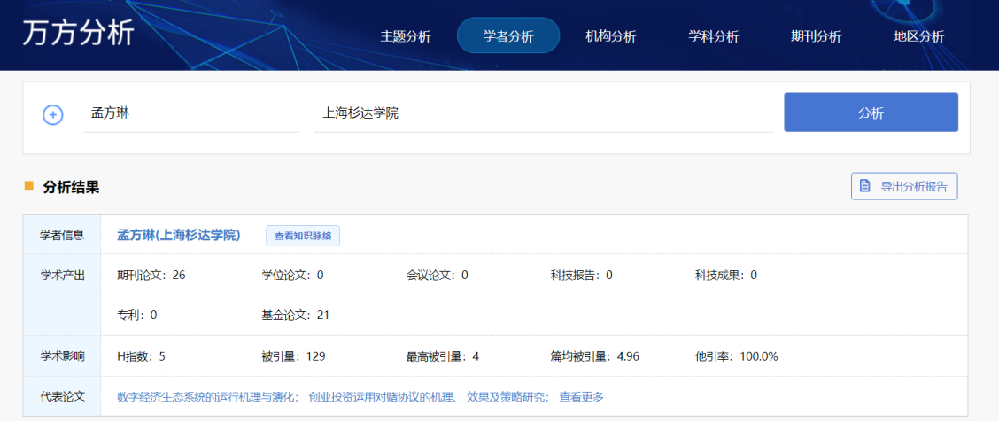 万方分析
主题分析 学者分析 机构分析 学科分析 期刊分析 地区分析
孟方琳 上海杉达学院 分析
分析结果 导出分析报告
学者信息 孟方琳(上海杉达学院) 查看知识脉络
学术产出 期刊论文：26 学位论文：0 会议论文：0 科技报告：0 科技成果：0
专利：0 基金论文：21
学术影响 H指数：5 被引量：129 最高被引量：4 篇均被引量：4.96 他引率：100.0%
代表论文 数字经济生态系统的运行机理与演化； 创业投资运用对赌协议的机理、 效果及策略研究； 查看更多